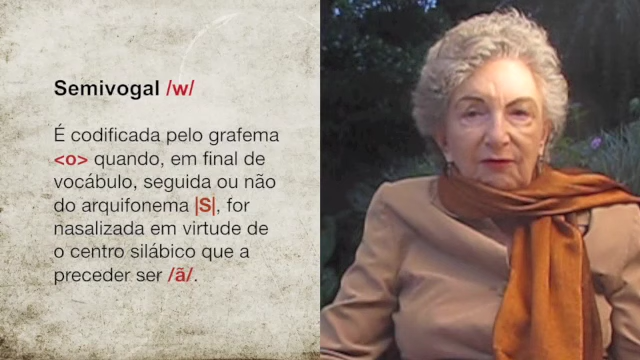 Semivogal /w/
É codificada pelo grafema
<o> quando, em final de
vocábulo, seguida ou não
do arquifonema |S|, for
nasalizada em virtude de
o centro silábico que a
preceder ser /ã/.